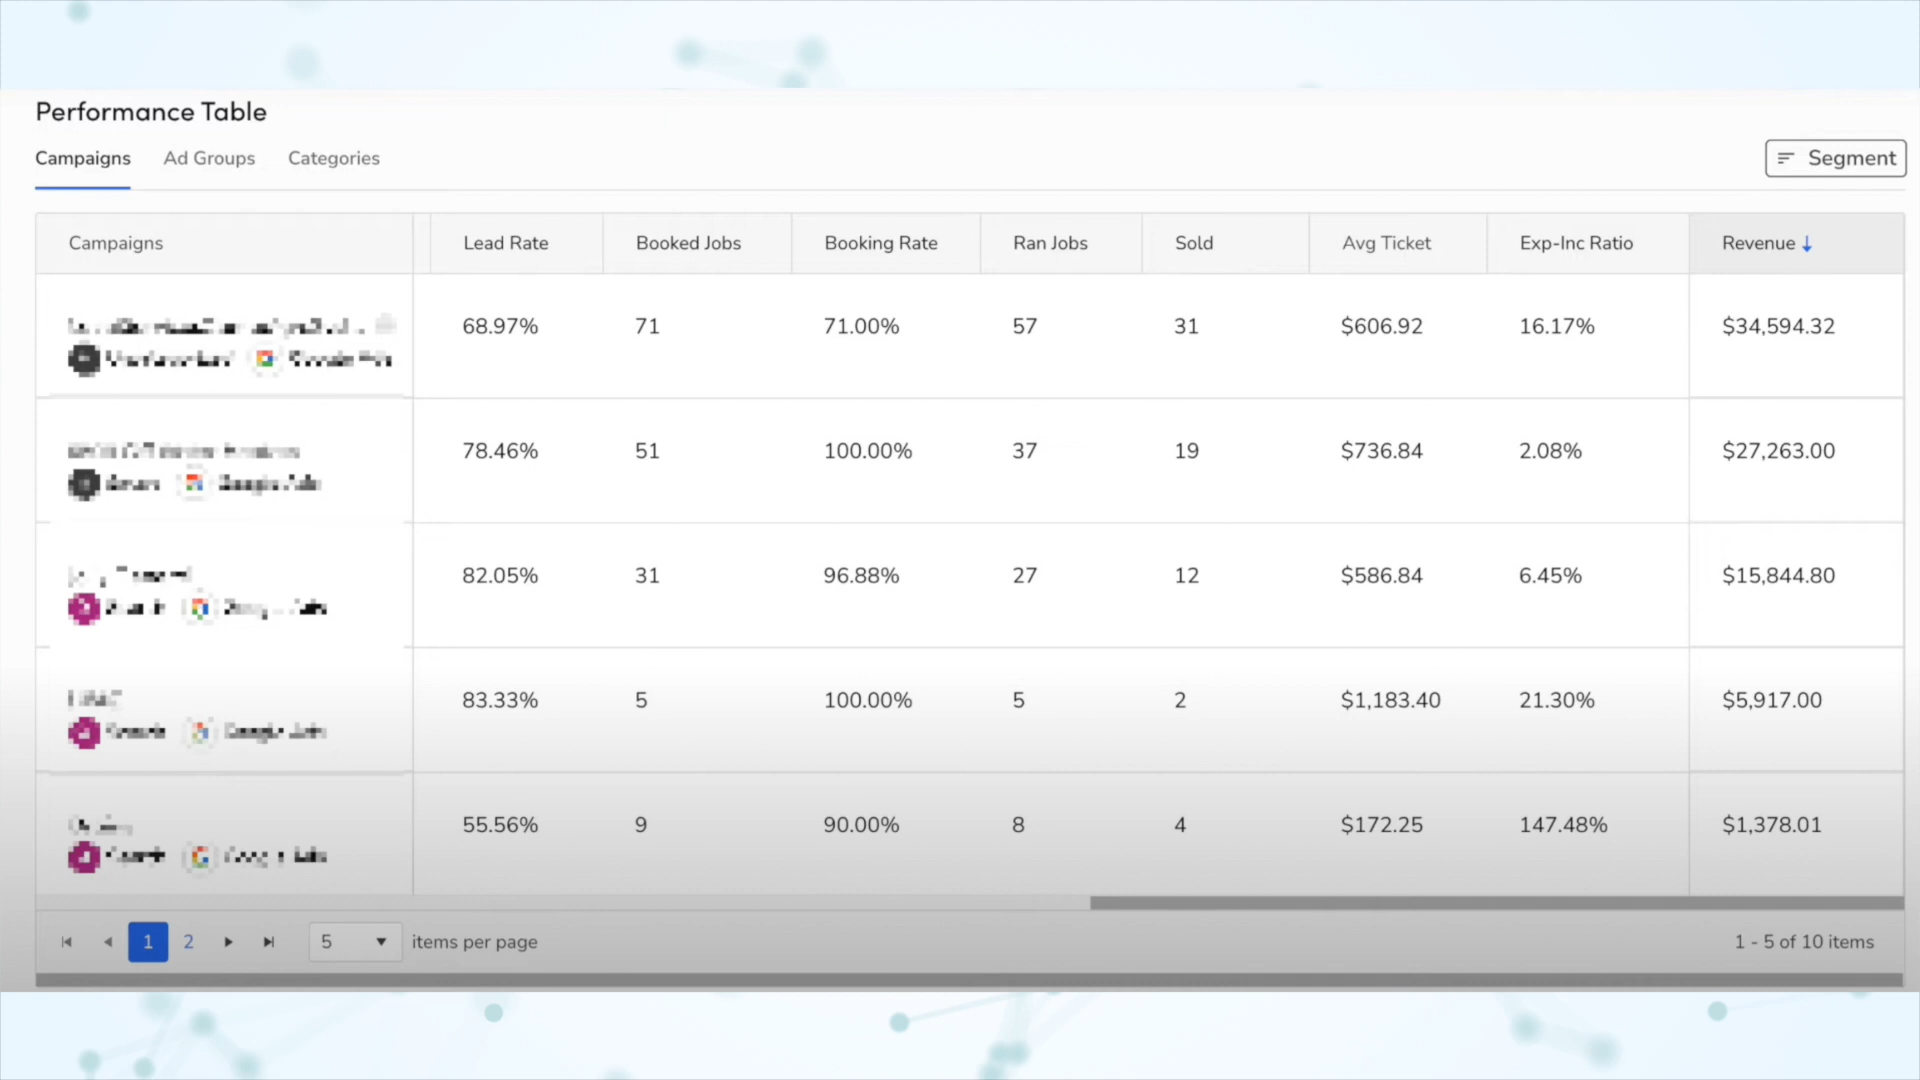 Performance Table
Campaigns Ad Groups Categories
Segment
Campaigns Lead Rate Booked Jobs Booking Rate Ran Jobs Sold Avg Ticket Exp-Inc Ratio Revenue
68.97% 71 71.00% 57 31 $606.92 16.17% $34,594.32
78.46% 51 100.00% 37 19 $736.84 2.08% $27,263.00
82.05% 31 96.88% 27 12 $586.84 6.45% $15,844.80
83.33% 5 100.00% 5 2 $1,183.40 21.30% $5,917.00
55.56% 9 90.00% 8 4 $172.25 147.48% $1,378.01
1 2 5 items per page 1 - 5 of 10 items